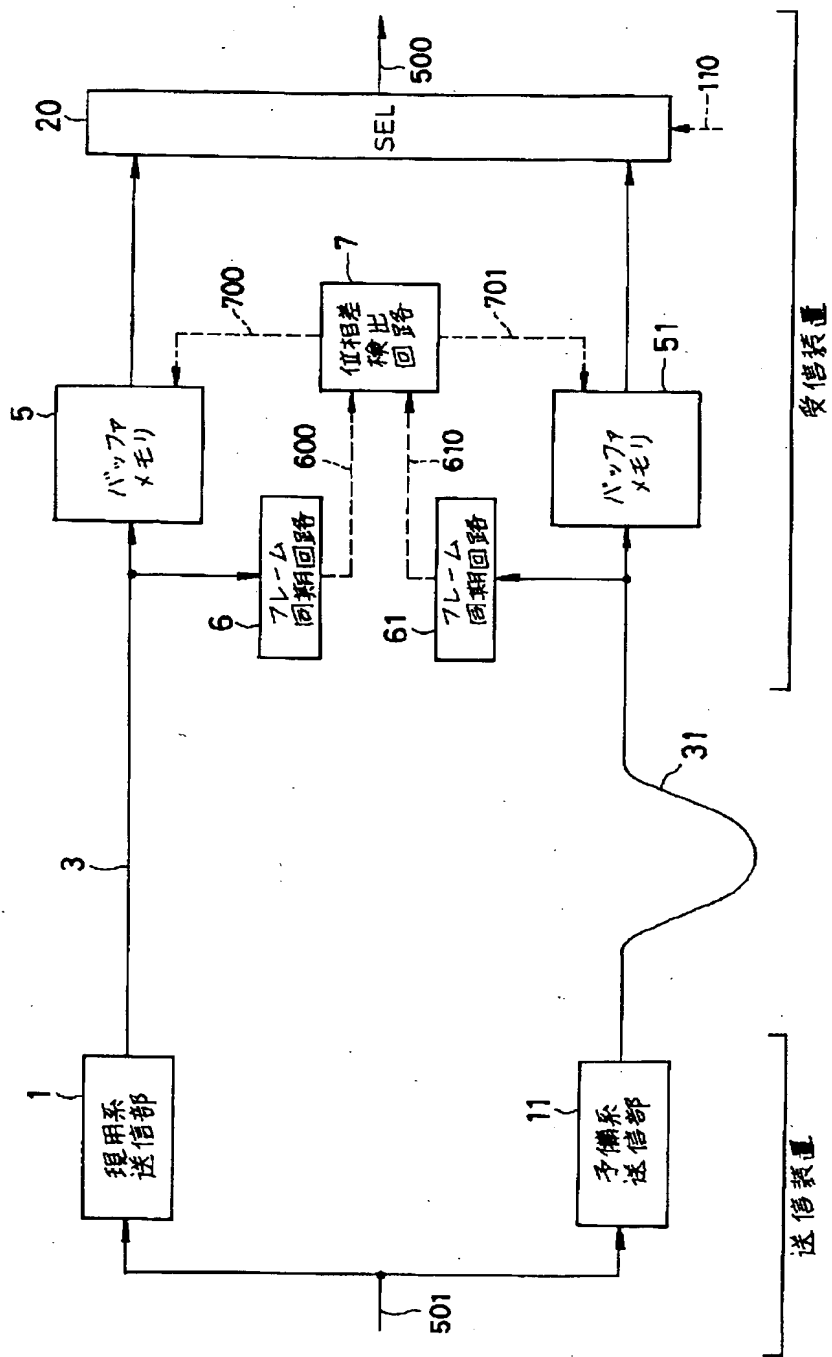 501
1
現用系
送信部
11
予備系
送信部
送信装置
3
31
5
バッファ
メモリ
6
フレーム
同期回路
61
フレーム
同期回路
600
610
7
位相差
検出
回路
700
701
51
バッファ
メモリ
20
SEL
500
110
受信装置